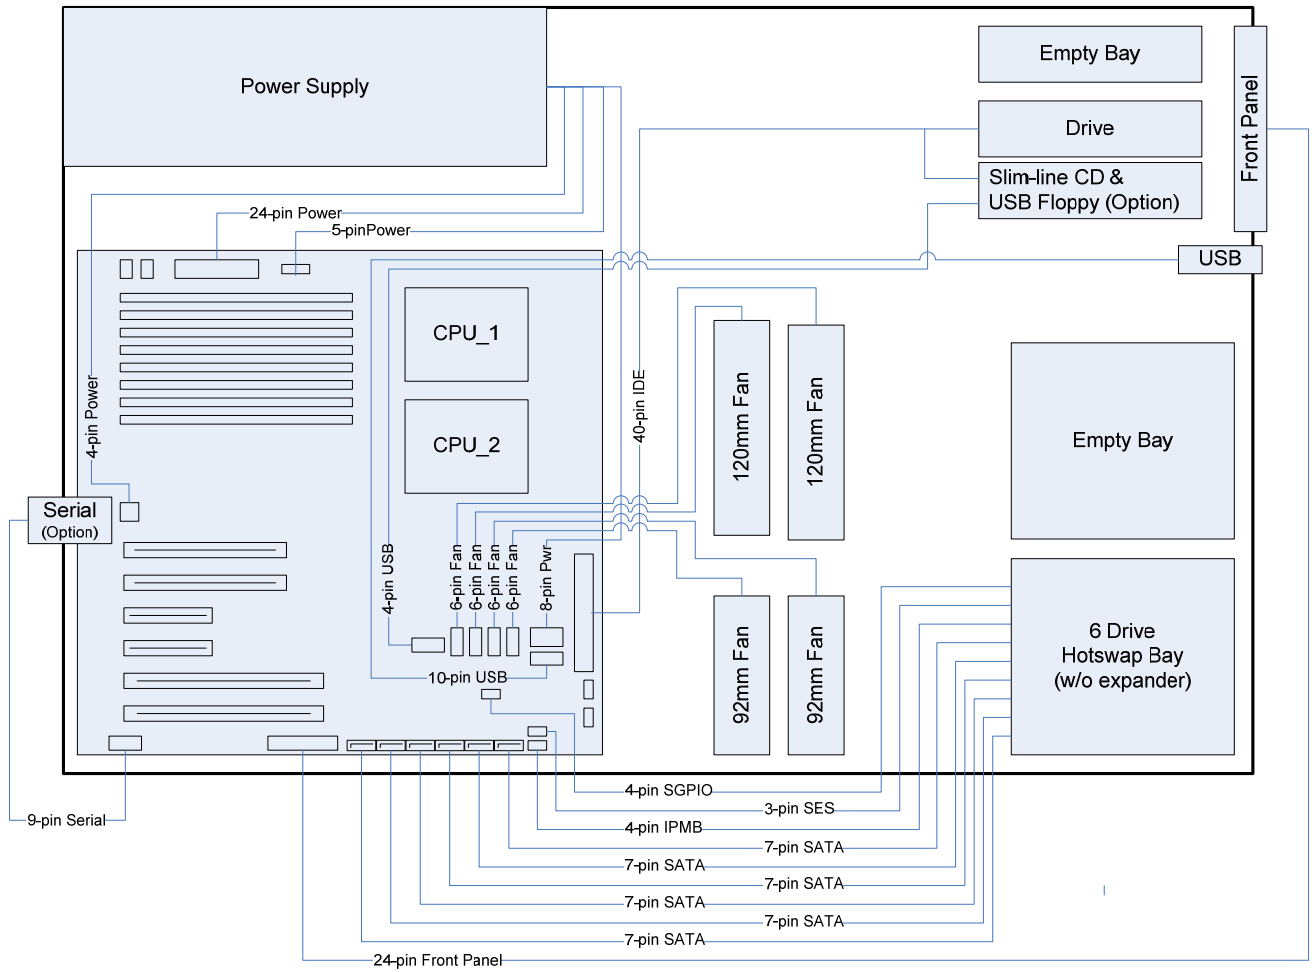 Power Supply
Empty Bay
Drive
Slim-line CD &
USB Floppy (Option)
Front Panel
USB
24-pin Power
5-pinPower
CPU_1
CPU_2
4-pin Power
40-pin IDE
120mm Fan
120mm Fan
Empty Bay
Serial
(Option)
4-pin USB
6-pin Fan
6-pin Fan
6-pin Fan
6-pin Fan
8-pin Pwr
10-pin USB
92mm Fan
92mm Fan
6 Drive
Hotswap Bay
(w/o expander)
4-pin SGPIO
3-pin SES
9-pin Serial
4-pin IPMB
7-pin SATA
7-pin SATA
7-pin SATA
7-pin SATA
7-pin SATA
7-pin SATA
24-pin Front Panel